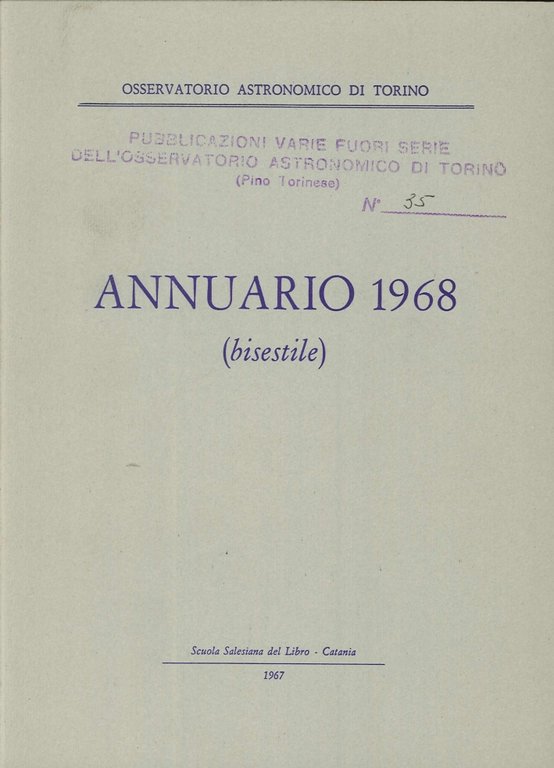 OSSERVATORIO ASTRONOMICO DI TORINO
PUBBLICAZIONI VARIE FUORI SERIE
DELL'OSSERVATORIO ASTRONOMICO DI TORINO
(Pino Torinese)
N° 35
ANNUARIO 1968
(bisestile)
Scuola Salesiana del Libro - Catania
1967